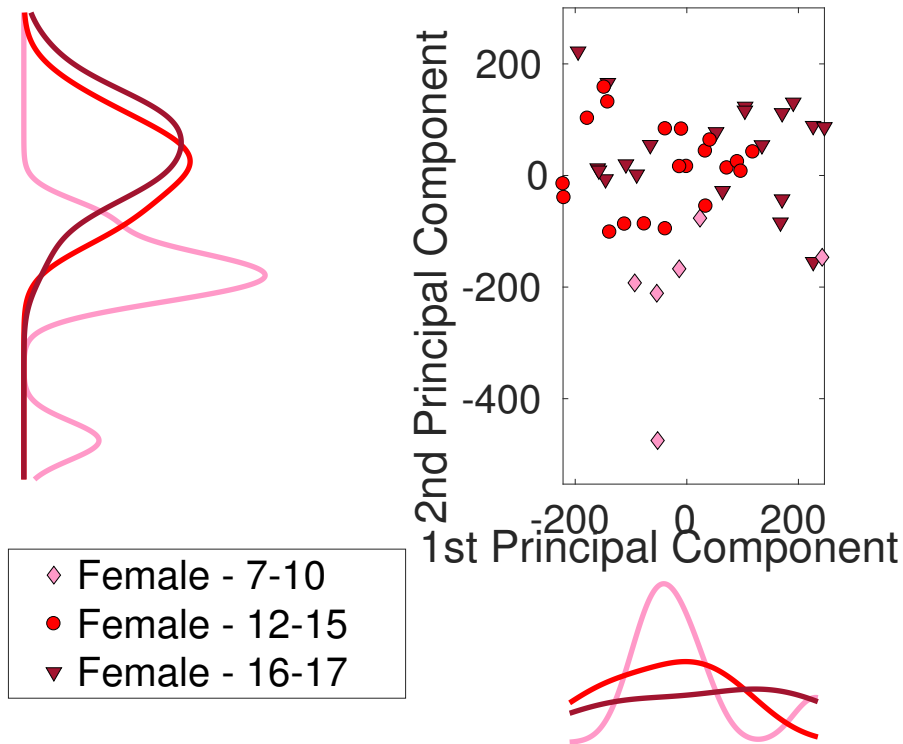 2nd Principal Component
200
0
-200
-400
-200 0 200
1st Principal Component
Female - 7-10
Female - 12-15
Female - 16-17